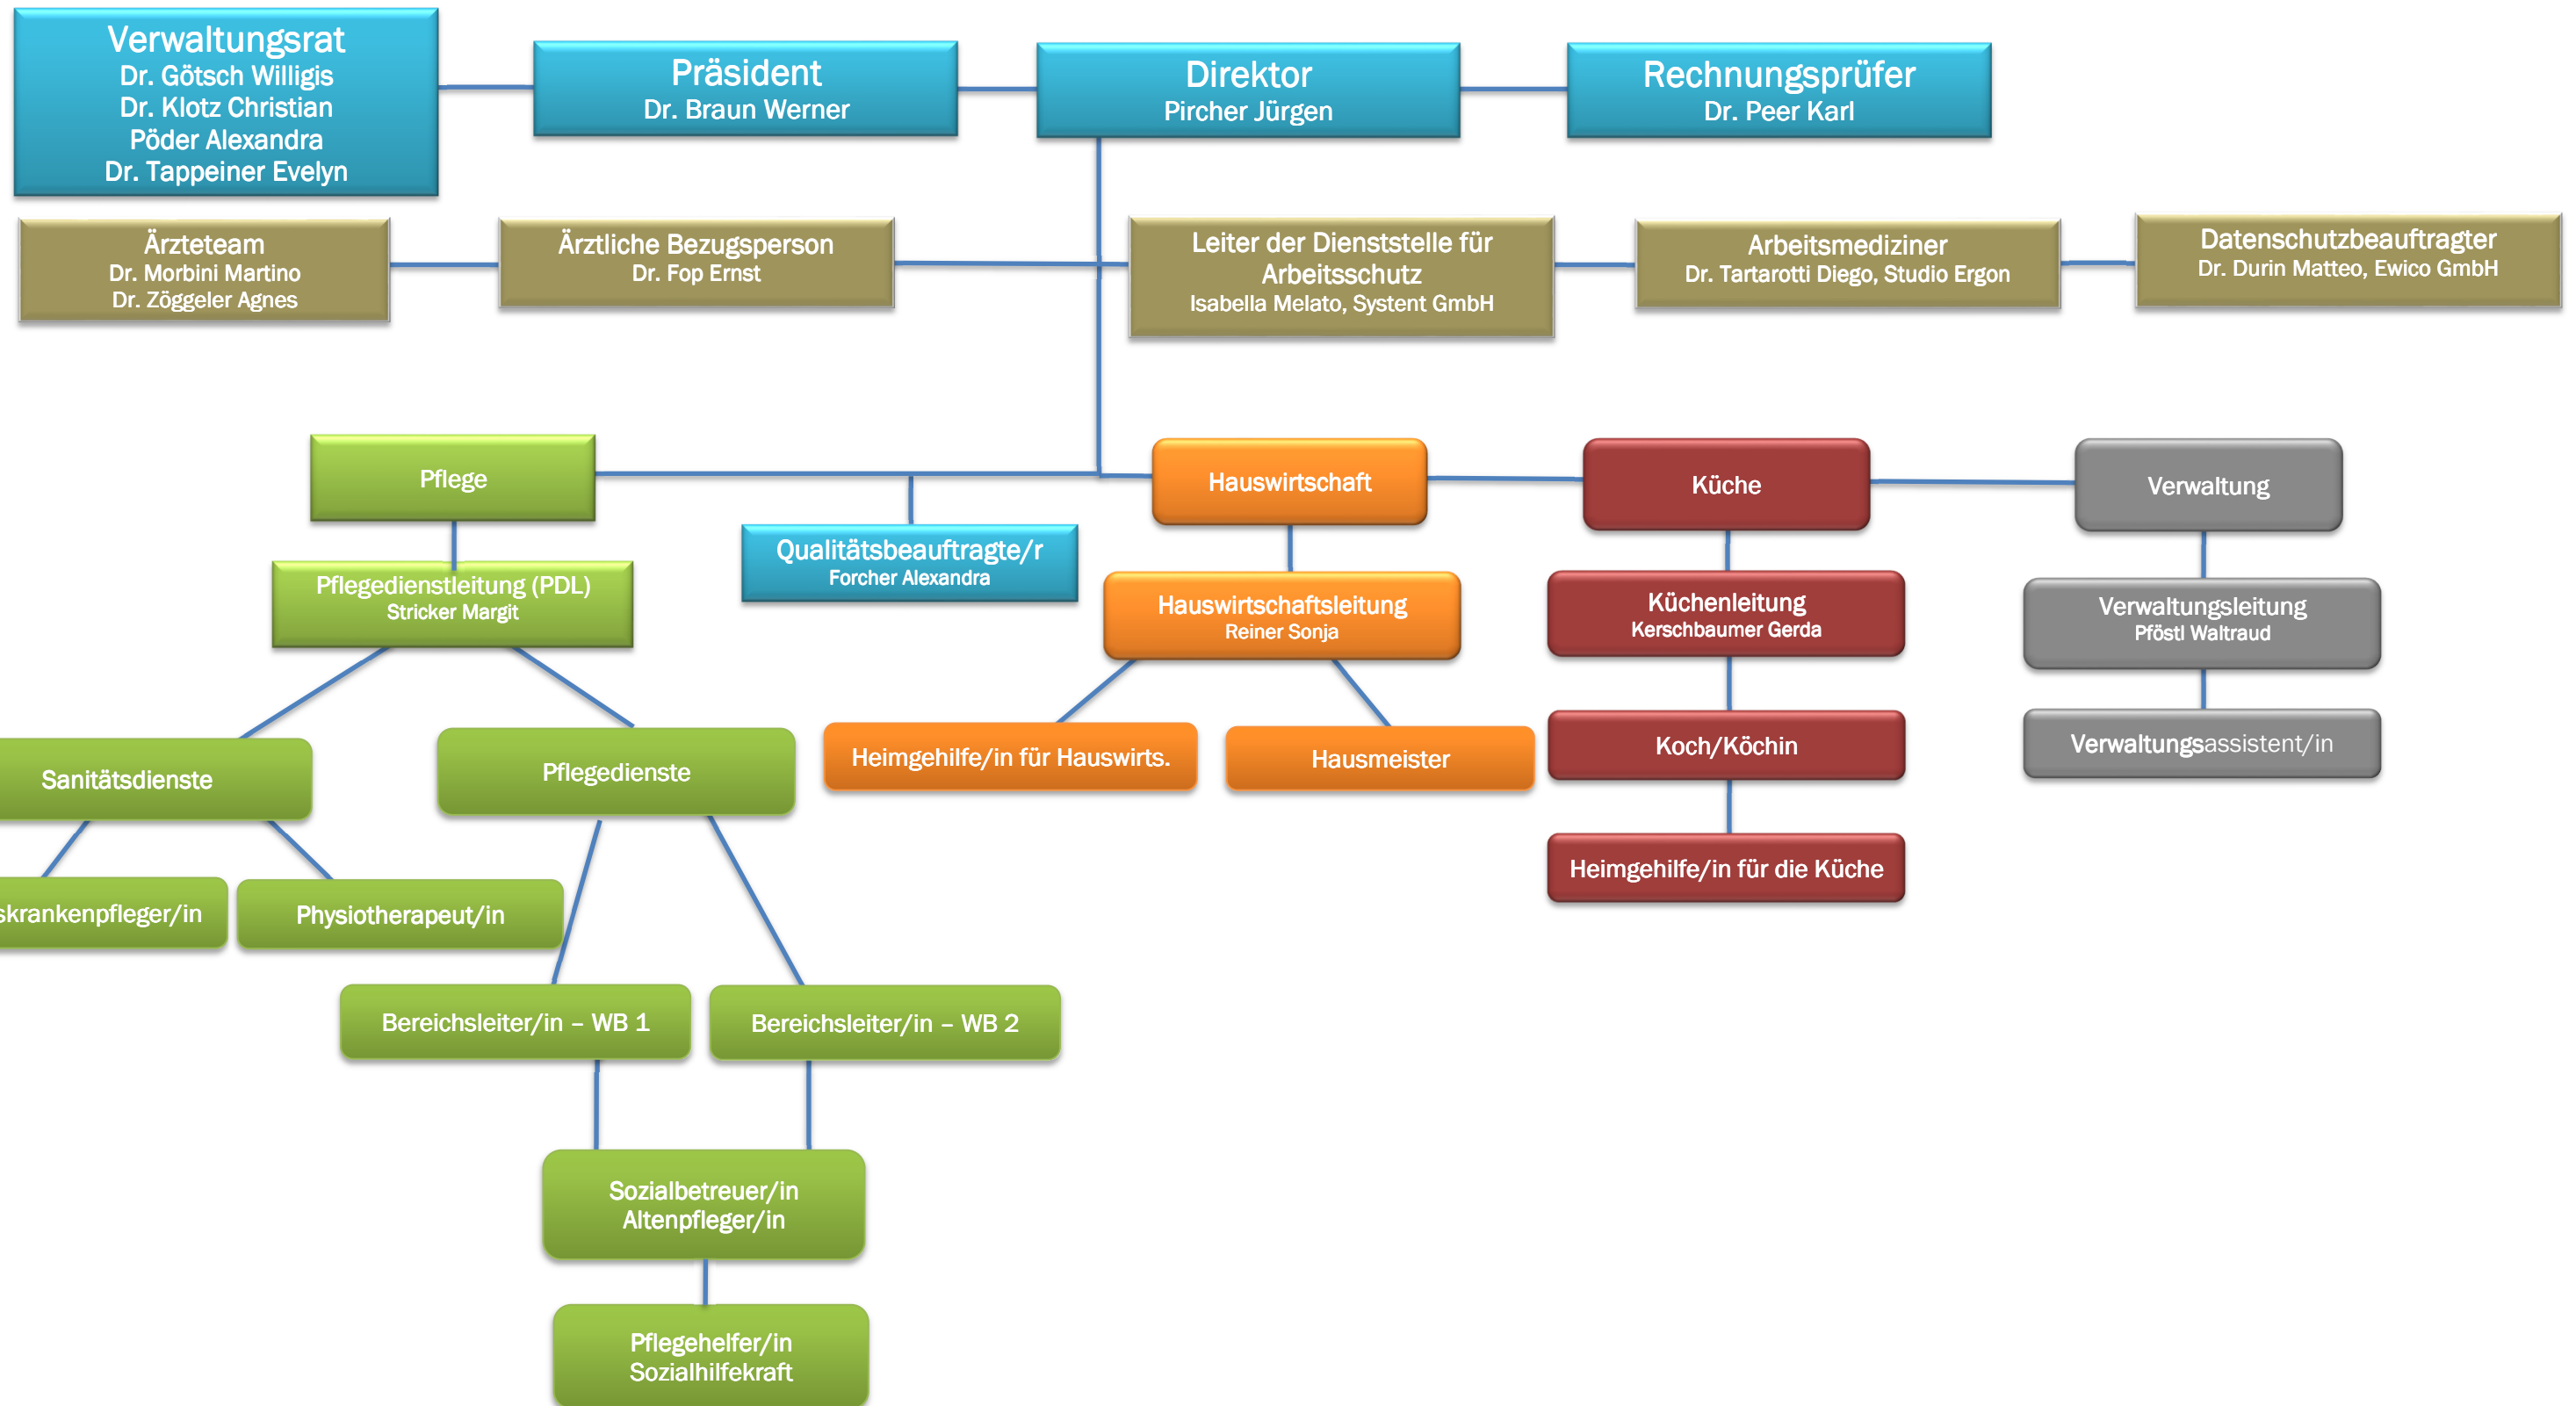 Verwaltungsrat
Dr. Götsch Willigis
Dr. Klotz Christian
Pöder Alexandra
Dr. Tappeiner Evelyn
Präsident
Dr. Braun Werner
Direktor
Pircher Jürgen
Rechnungsprüfer
Dr. Peer Karl
Ärzteteam
Dr. Morbini Martino
Dr. Zöggeler Agnes
Ärztliche Bezugsperson
Dr. Fop Ernst
Leiter der Dienststelle für
Arbeitsschutz
Isabella Melato, Systent GmbH
Arbeitsmediziner
Dr. Tartarotti Diego, Studio Ergon
Datenschutzbeauftragter
Dr. Durin Matteo, Ewico GmbH
Pflege
Hauswirtschaft
Küche
Verwaltung
Qualitätsbeauftragte/r
Forcher Alexandra
Pflegedienstleitung (PDL)
Stricker Margit
Hauswirtschaftsleitung
Reiner Sonja
Küchenleitung
Kerschbaumer Gerda
Verwaltungsleitung
Pföstl Waltraud
Sanitätsdienste
Pflegedienste
Heimgehilfe/in für Hauswirts.
Hausmeister
Koch/Köchin
Verwaltungsassistent/in
Heimgehilfe/in für die Küche
skrankenpfleger/in
Physiotherapeut/in
Bereichsleiter/in – WB 1
Bereichsleiter/in – WB 2
Sozialbetreuer/in
Altenpfleger/in
Pflegehelfer/in
Sozialhilfekraft